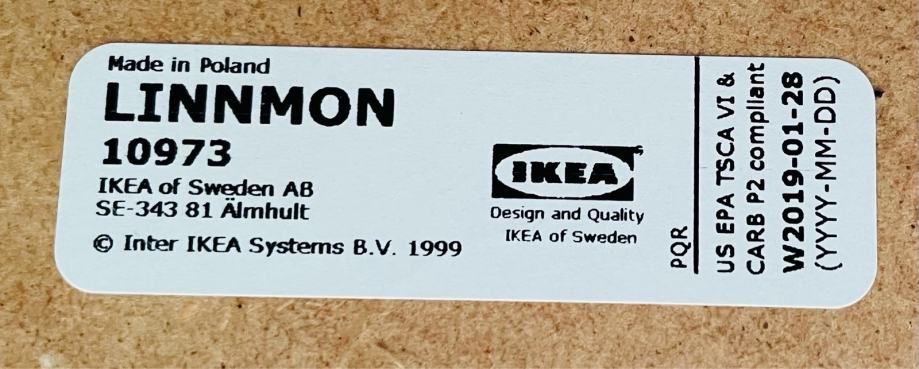 Made in Poland
LINNMON
10973
IKEA of Sweden AB
SE-343 81 Älmhult
© Inter IKEA Systems B.V. 1999
IKEA
Design and Quality
IKEA of Sweden
PQR
US EPA TSCA VI &
CARB P2 compliant
W2019-01-28
(YYYY-MM-DD)